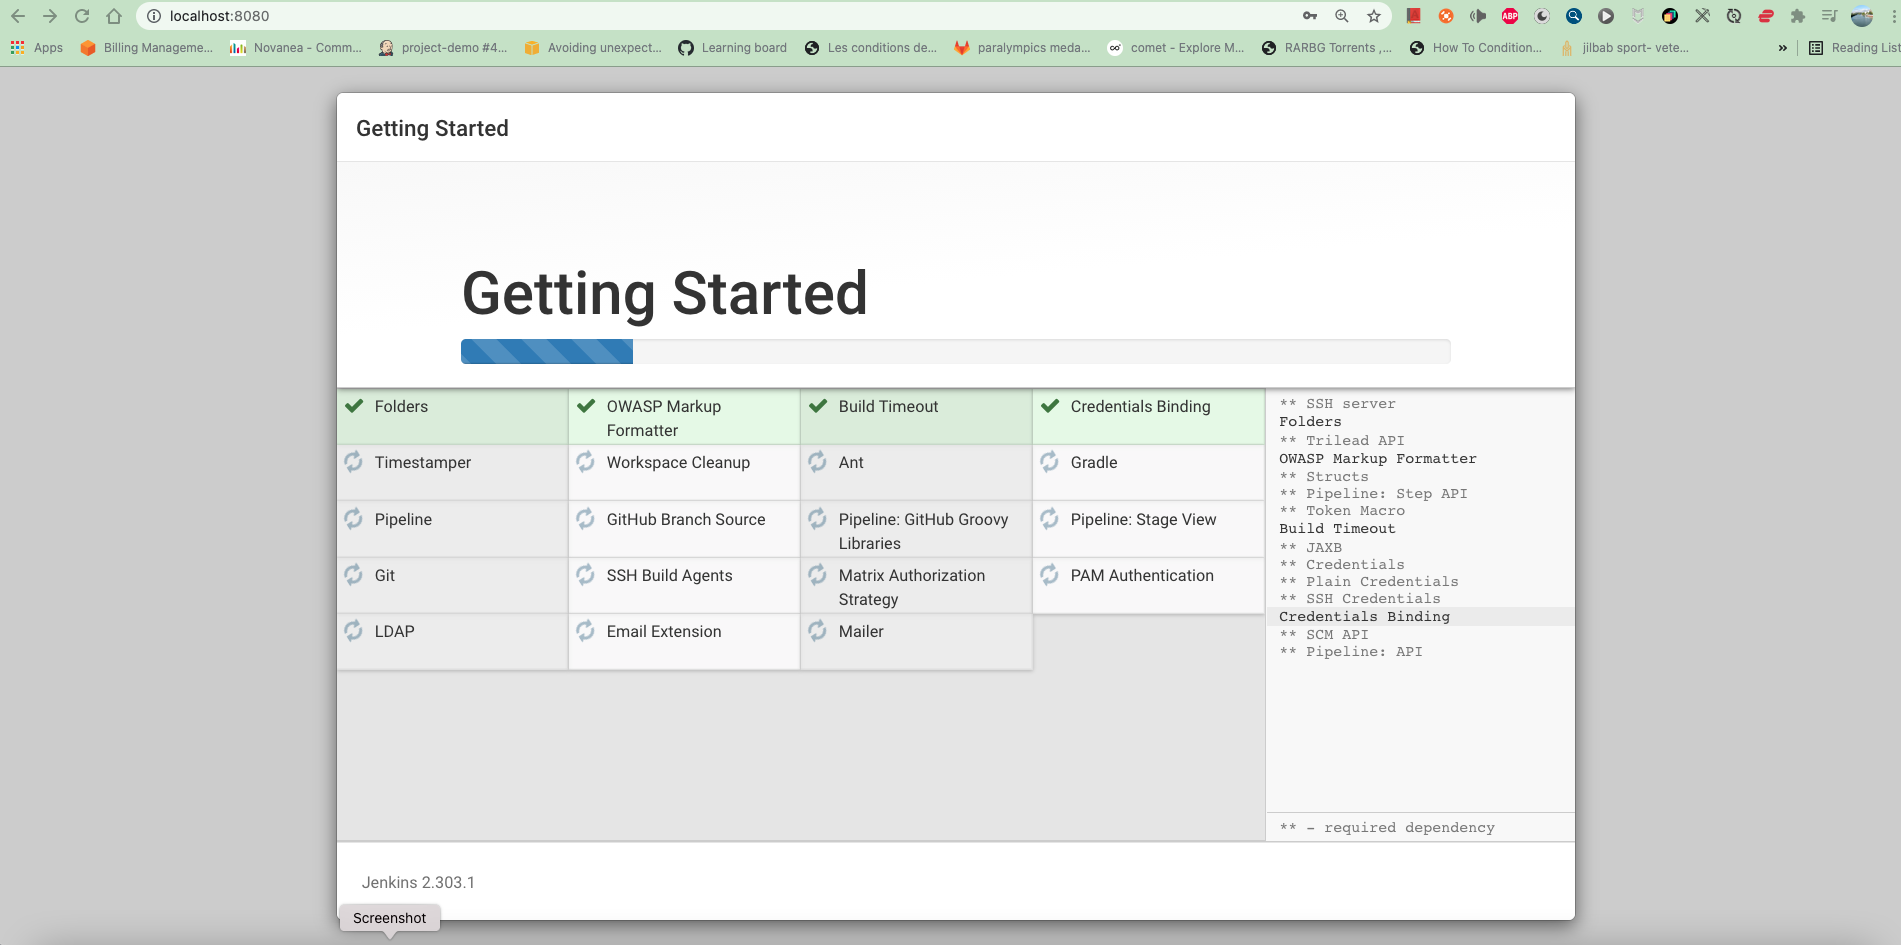 localhost:8080
Apps
Billing Manageme...
Novanea - Comm...
project-demo #4...
Avoiding unexpect...
Learning board
Les conditions de...
paralympics meda...
comet - Explore M...
RARBG Torrents ,...
How To Condition...
jilbab sport- vete...
»
Reading List
ABP
Getting Started
Getting Started
Folders
OWASP Markup
Formatter
Build Timeout
Credentials Binding
Timestamper
Workspace Cleanup
Ant
Gradle
Pipeline
GitHub Branch Source
Pipeline: GitHub Groovy
Libraries
Pipeline: Stage View
Git
SSH Build Agents
Matrix Authorization
Strategy
PAM Authentication
LDAP
Email Extension
Mailer
** SSH server
Folders
** Trilead API
OWASP Markup Formatter
** Structs
** Pipeline: Step API
** Token Macro
Build Timeout
** JAXB
** Credentials
** Plain Credentials
** SSH Credentials
Credentials Binding
** SCM API
** Pipeline: API
** - required dependency
Jenkins 2.303.1
Screenshot